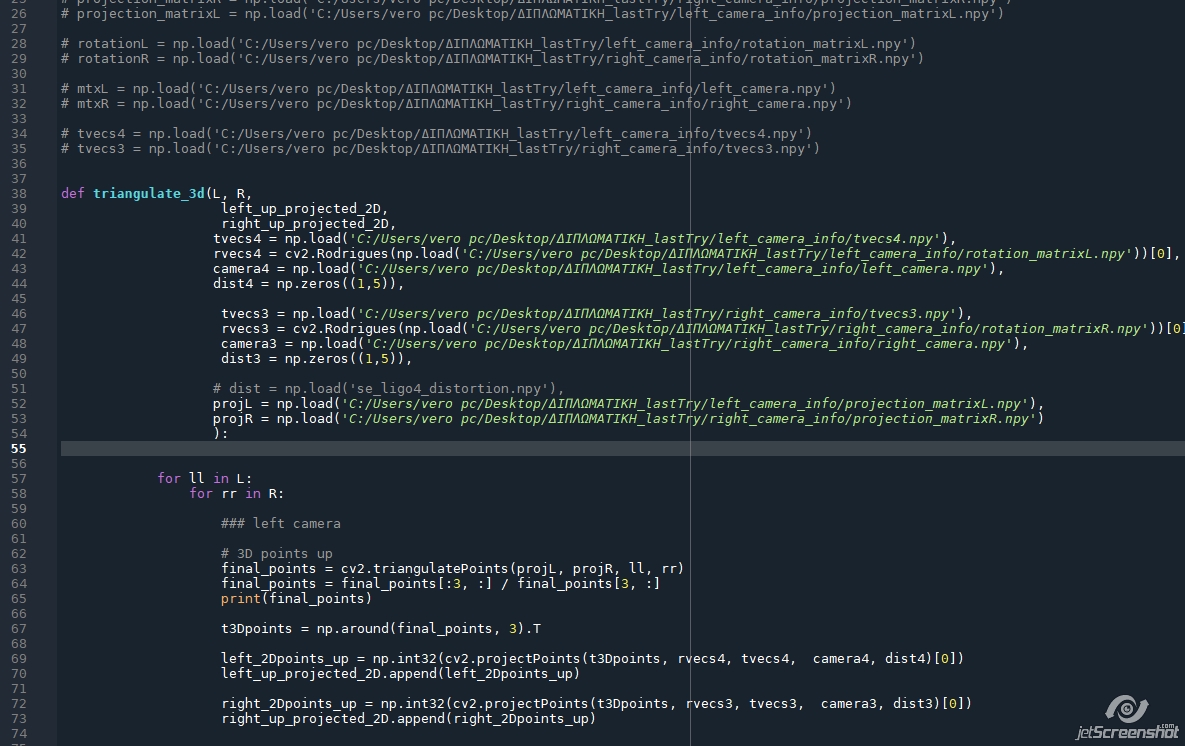 25 # projection_matrixR = np.load('C:/Users/vero pc/Desktop/ΔΙΠΛΩΜΑΤΙΚΗ_lastTry/right_camera_info/projection_matrixR.npy')
26 # projection_matrixL = np.load('C:/Users/vero pc/Desktop/ΔΙΠΛΩΜΑΤΙΚΗ_lastTry/left_camera_info/projection_matrixL.npy')
27
28 # rotationL = np.load('C:/Users/vero pc/Desktop/ΔΙΠΛΩΜΑΤΙΚΗ_lastTry/left_camera_info/rotation_matrixL.npy')
29 # rotationR = np.load('C:/Users/vero pc/Desktop/ΔΙΠΛΩΜΑΤΙΚΗ_lastTry/right_camera_info/rotation_matrixR.npy')
30
31 # mtxL = np.load('C:/Users/vero pc/Desktop/ΔΙΠΛΩΜΑΤΙΚΗ_lastTry/left_camera_info/left_camera.npy')
32 # mtxR = np.load('C:/Users/vero pc/Desktop/ΔΙΠΛΩΜΑΤΙΚΗ_lastTry/right_camera_info/right_camera.npy')
33
34 # tvecs4 = np.load('C:/Users/vero pc/Desktop/ΔΙΠΛΩΜΑΤΙΚΗ_lastTry/left_camera_info/tvecs4.npy')
35 # tvecs3 = np.load('C:/Users/vero pc/Desktop/ΔΙΠΛΩΜΑΤΙΚΗ_lastTry/right_camera_info/tvecs3.npy')
36
37
38 def triangulate_3d(L, R,
39 left_up_projected_2D,
40 right_up_projected_2D,
41 tvecs4 = np.load('C:/Users/vero pc/Desktop/ΔΙΠΛΩΜΑΤΙΚΗ_lastTry/left_camera_info/tvecs4.npy'),
42 rvecs4 = cv2.Rodrigues(np.load('C:/Users/vero pc/Desktop/ΔΙΠΛΩΜΑΤΙΚΗ_lastTry/left_camera_info/rotation_matrixL.npy'))[0],
43 camera4 = np.load('C:/Users/vero pc/Desktop/ΔΙΠΛΩΜΑΤΙΚΗ_lastTry/left_camera_info/left_camera.npy'),
44 dist4 = np.zeros((1,5)),
45
46 tvecs3 = np.load('C:/Users/vero pc/Desktop/ΔΙΠΛΩΜΑΤΙΚΗ_lastTry/right_camera_info/tvecs3.npy'),
47 rvecs3 = cv2.Rodrigues(np.load('C:/Users/vero pc/Desktop/ΔΙΠΛΩΜΑΤΙΚΗ_lastTry/right_camera_info/rotation_matrixR.npy'))[0]
48 camera3 = np.load('C:/Users/vero pc/Desktop/ΔΙΠΛΩΜΑΤΙΚΗ_lastTry/right_camera_info/right_camera.npy'),
49 dist3 = np.zeros((1,5)),
50
51 # dist = np.load('se_ligo4_distortion.npy'),
52 projL = np.load('C:/Users/vero pc/Desktop/ΔΙΠΛΩΜΑΤΙΚΗ_lastTry/left_camera_info/projection_matrixL.npy'),
53 projR = np.load('C:/Users/vero pc/Desktop/ΔΙΠΛΩΜΑΤΙΚΗ_lastTry/right_camera_info/projection_matrixR.npy')
54 ):
55
56
57 for ll in L:
58 for rr in R:
59
60 ### left camera
61
62 # 3D points up
63 final_points = cv2.triangulatePoints(projL, projR, ll, rr)
64 final_points = final_points[:3, :] / final_points[3, :]
65 print(final_points)
66
67 t3Dpoints = np.around(final_points, 3).T
68
69 left_2Dpoints_up = np.int32(cv2.projectPoints(t3Dpoints, rvecs4, tvecs4, camera4, dist4)[0])
70 left_up_projected_2D.append(left_2Dpoints_up)
71
72 right_2Dpoints_up = np.int32(cv2.projectPoints(t3Dpoints, rvecs3, tvecs3, camera3, dist3)[0])
73 right_up_projected_2D.append(right_2Dpoints_up)
74
jetScreenshot.com